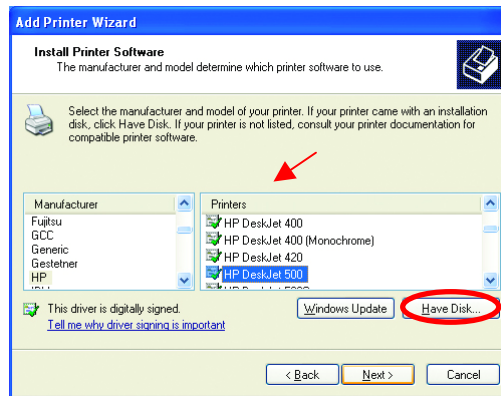 Add Printer Wizard
Install Printer Software
The manufacturer and model determine which printer software to use.
Select the manufacturer and model of your printer. If your printer came with an installation
disk, click Have Disk. If your printer is not listed, consult your printer documentation for
compatible printer software.
Manufacturer
Fujitsu
GCC
Generic
Gestetner
HP
Printers
HP DeskJet 400
HP DeskJet 400 (Monochrome)
HP DeskJet 420
HP DeskJet 500
This driver is digitally signed.
Tell me why driver signing is important
Windows Update
Have Disk...
< Back
Next >
Cancel